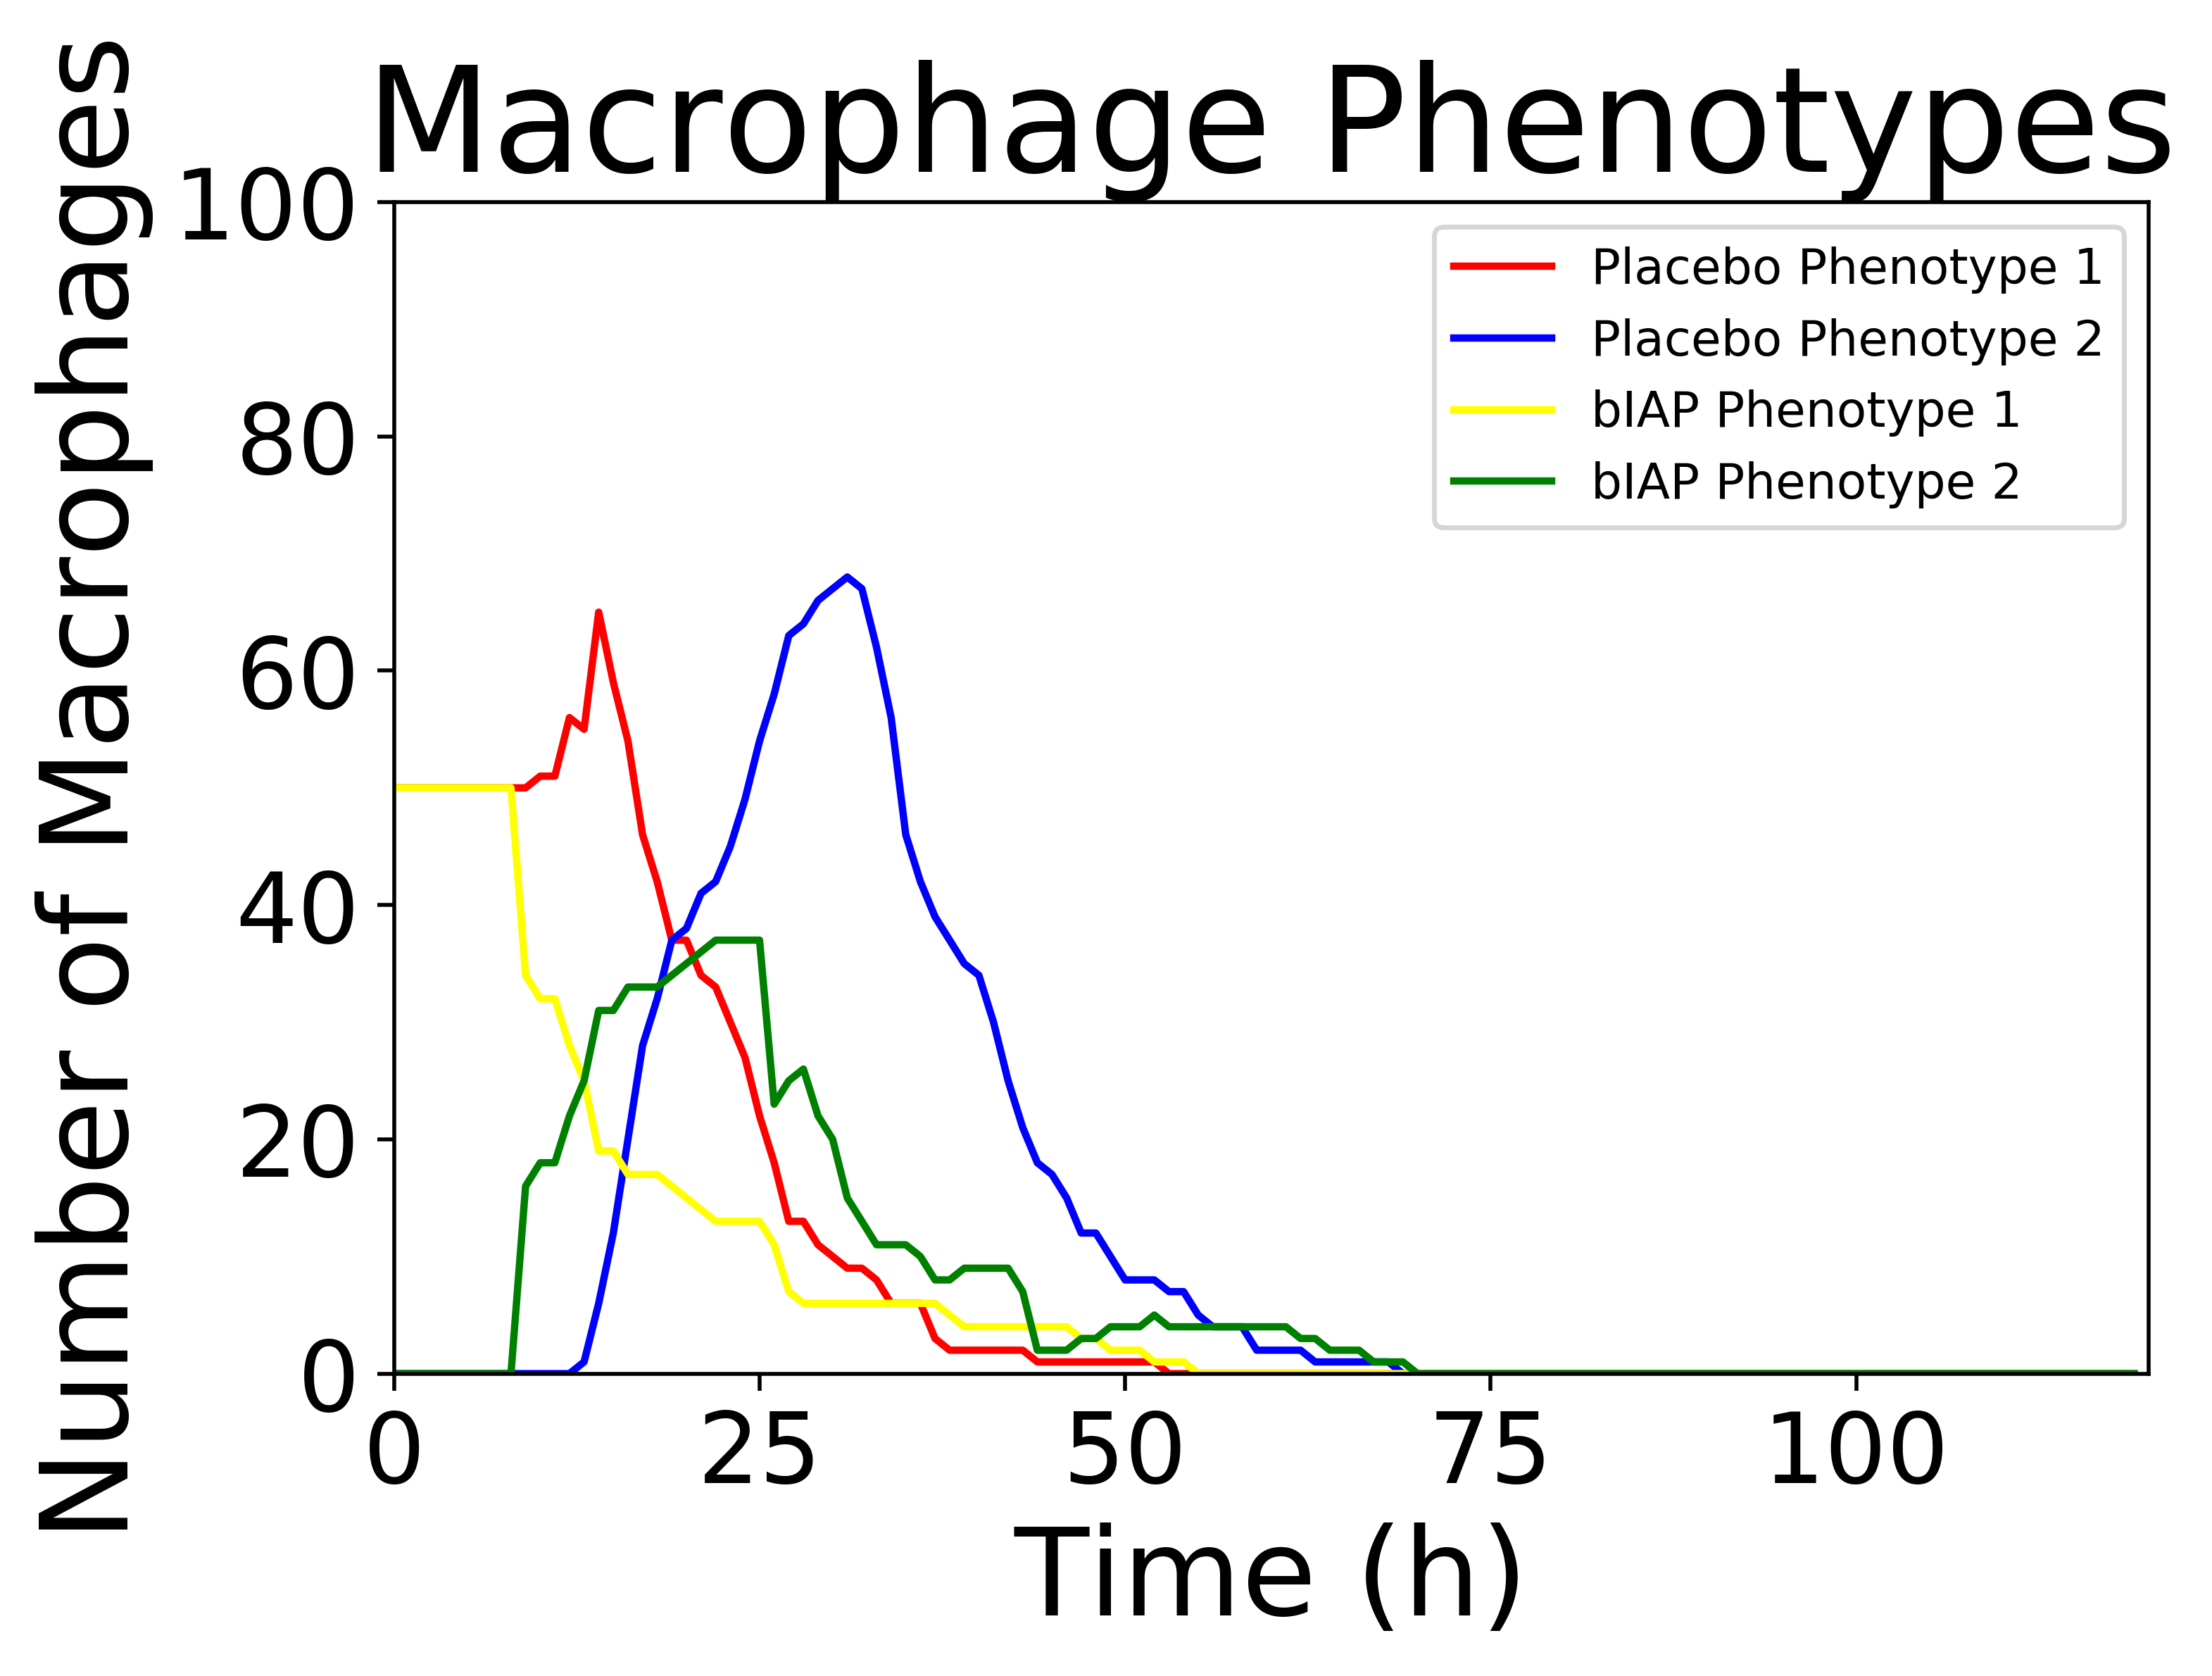 Macrophage Phenotypes
Number of Macrophages
100
80
60
40
20
0
Placebo Phenotype 1
Placebo Phenotype 2
bIAP Phenotype 1
bIAP Phenotype 2
0 25 50 75 100
Time (h)